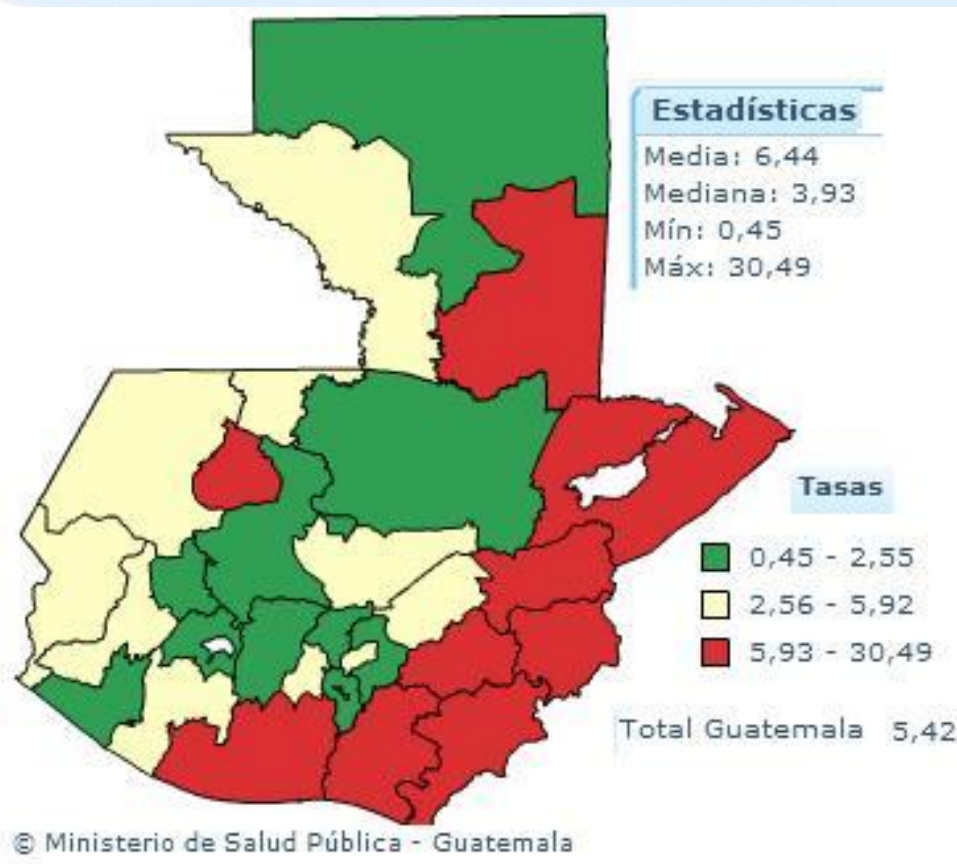 Estadísticas
Media: 6,44
Mediana: 3,93
Mín: 0,45
Máx: 30,49
Tasas
0,45 - 2,55
2,56 - 5,92
5,93 - 30,49
Total Guatemala 5,42
© Ministerio de Salud Pública - Guatemala